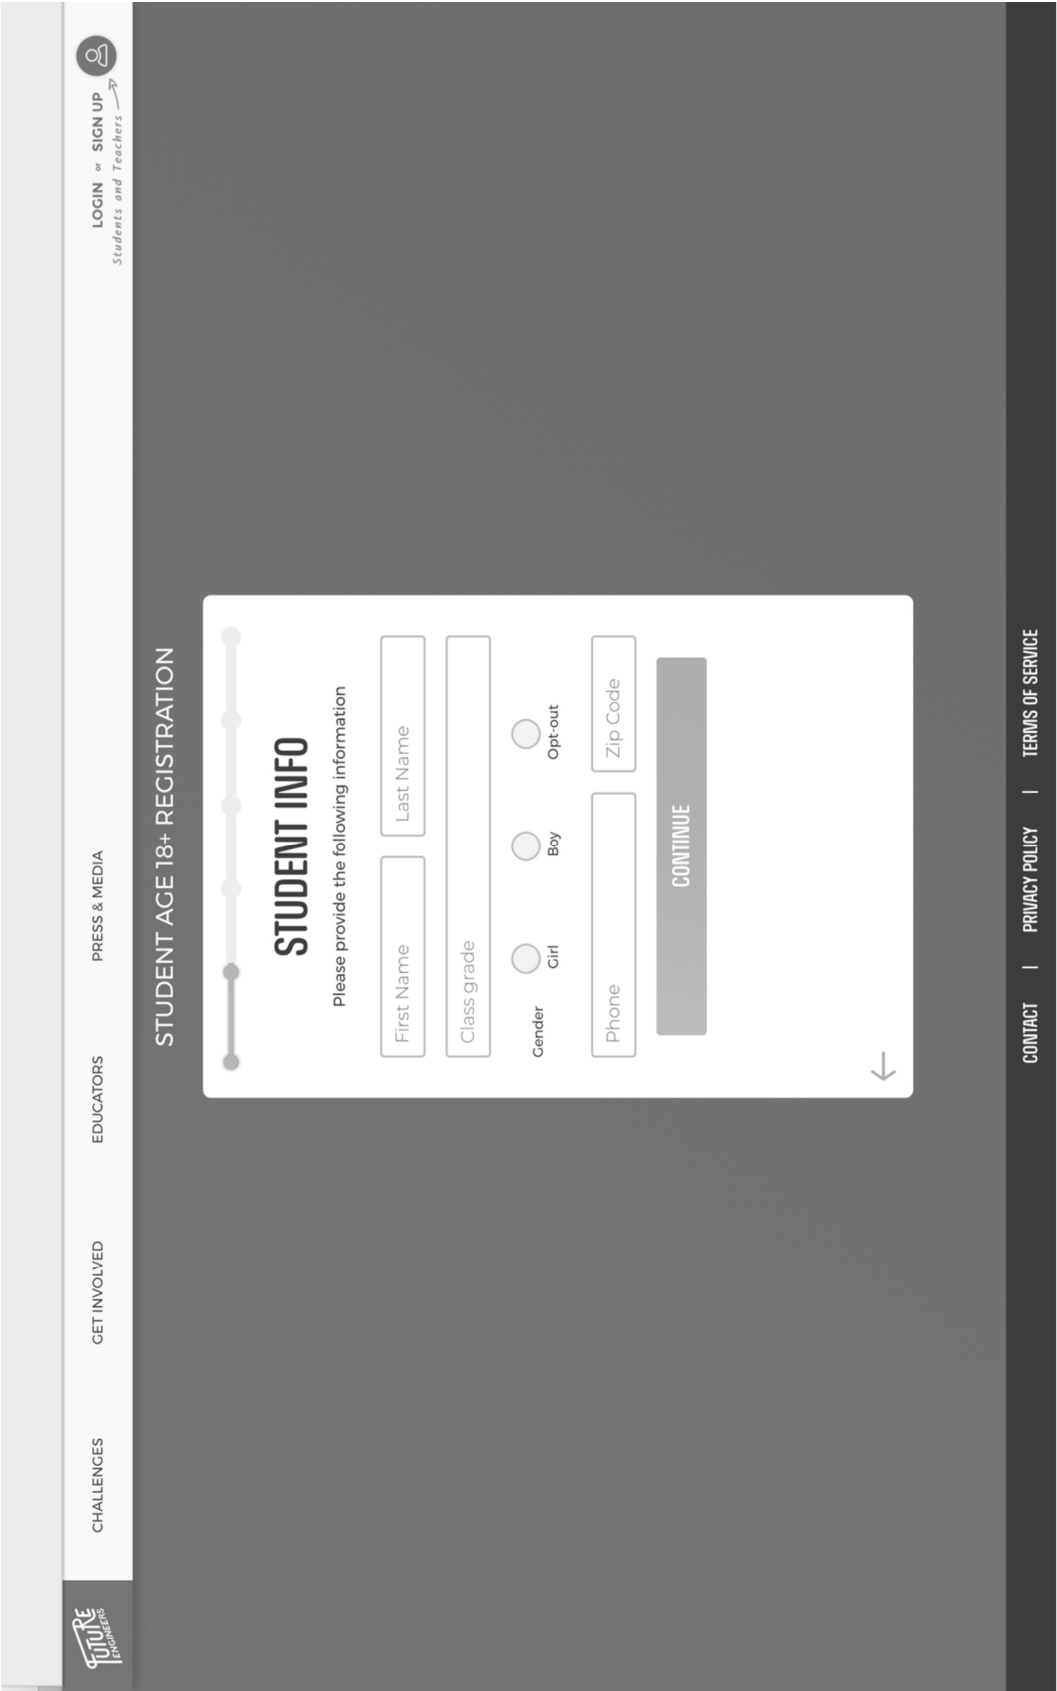 FUTURE
ENGINEERS
CHALLENGES
GET INVOLVED
EDUCATORS
PRESS & MEDIA
LOGIN or SIGN UP
Students and Teachers
STUDENT AGE 18+ REGISTRATION
STUDENT INFO
Please provide the following information
First Name
Last Name
Class grade
Gender
Girl
Boy
Opt-out
Phone
Zip Code
CONTINUE
CONTACT | PRIVACY POLICY | TERMS OF SERVICE